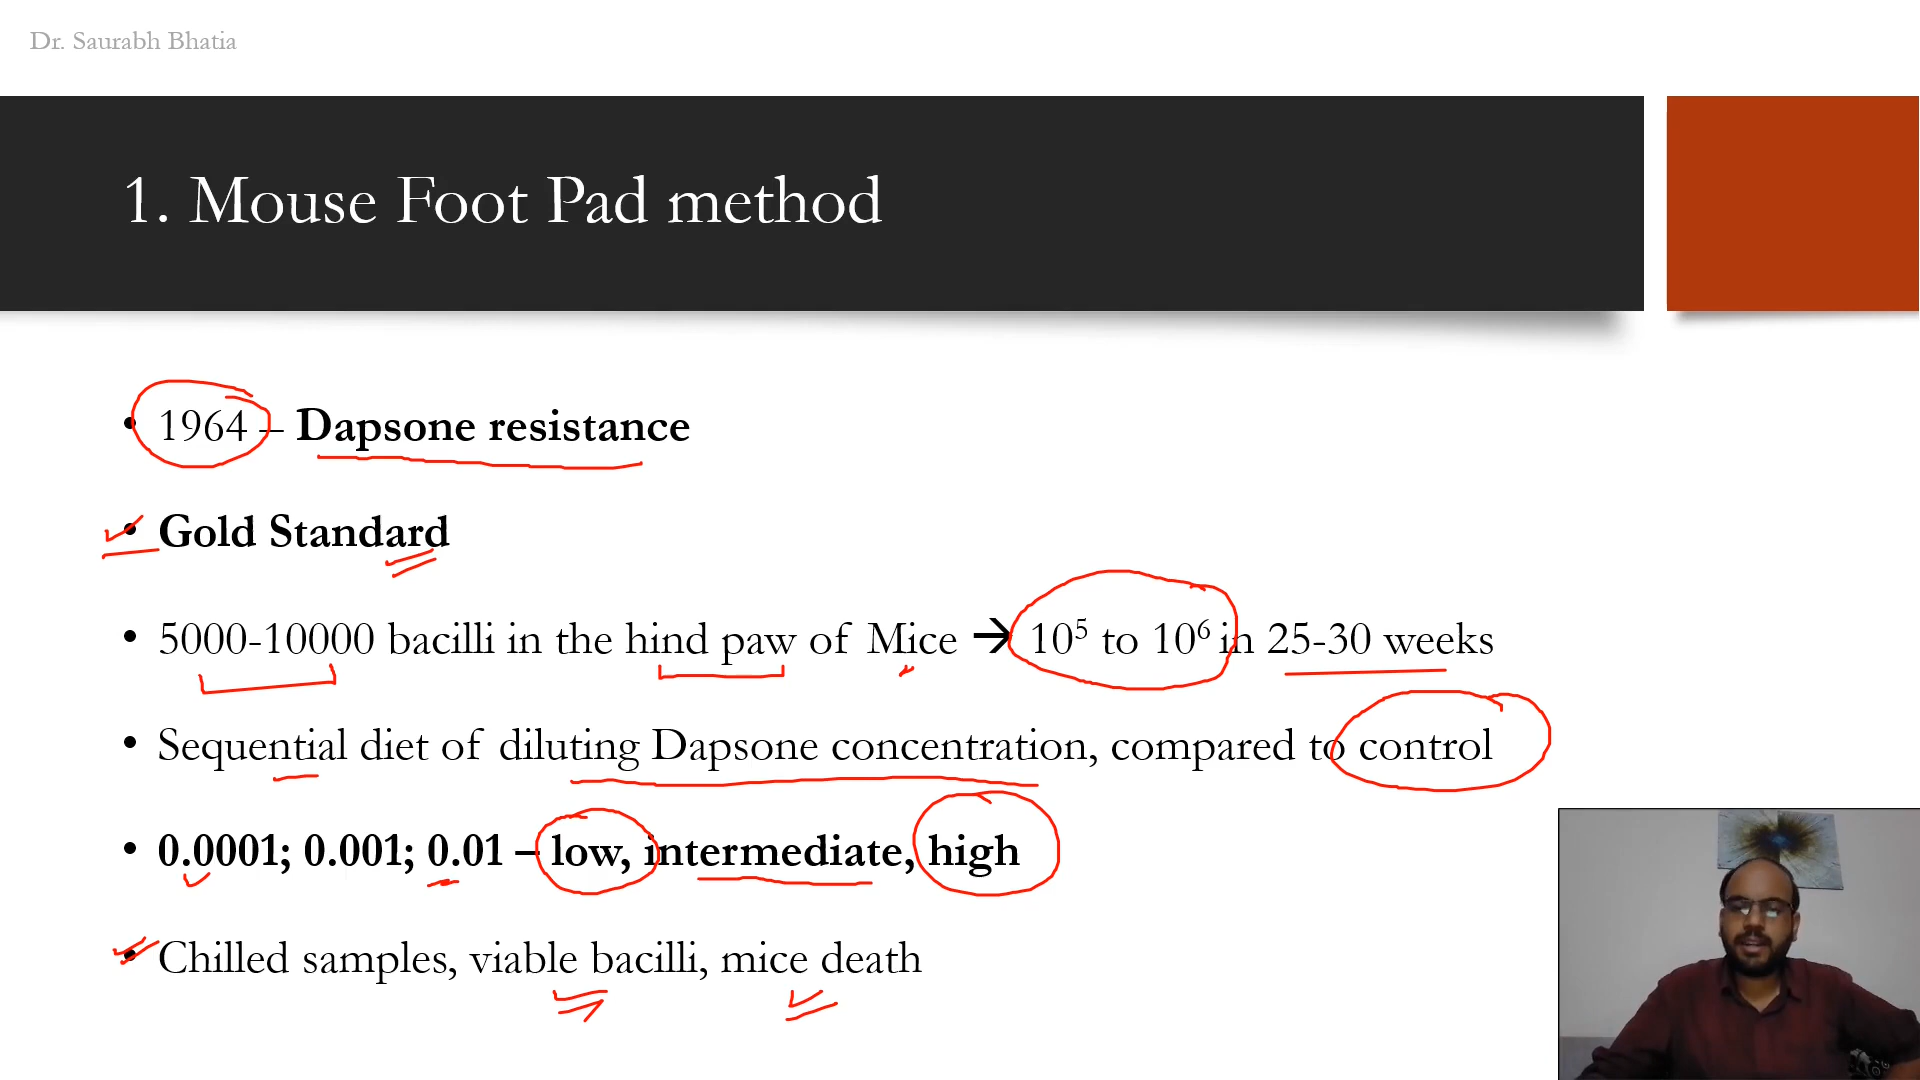 Dr. Saurabh Bhatia
1. Mouse Foot Pad method
• 1964 – Dapsone resistance
• Gold Standard
• 5000-10000 bacilli in the hind paw of Mice → 10⁵ to 10⁶ in 25-30 weeks
• Sequential diet of diluting Dapsone concentration, compared to control
• 0.0001; 0.001; 0.01 – low, intermediate, high
• Chilled samples, viable bacilli, mice death